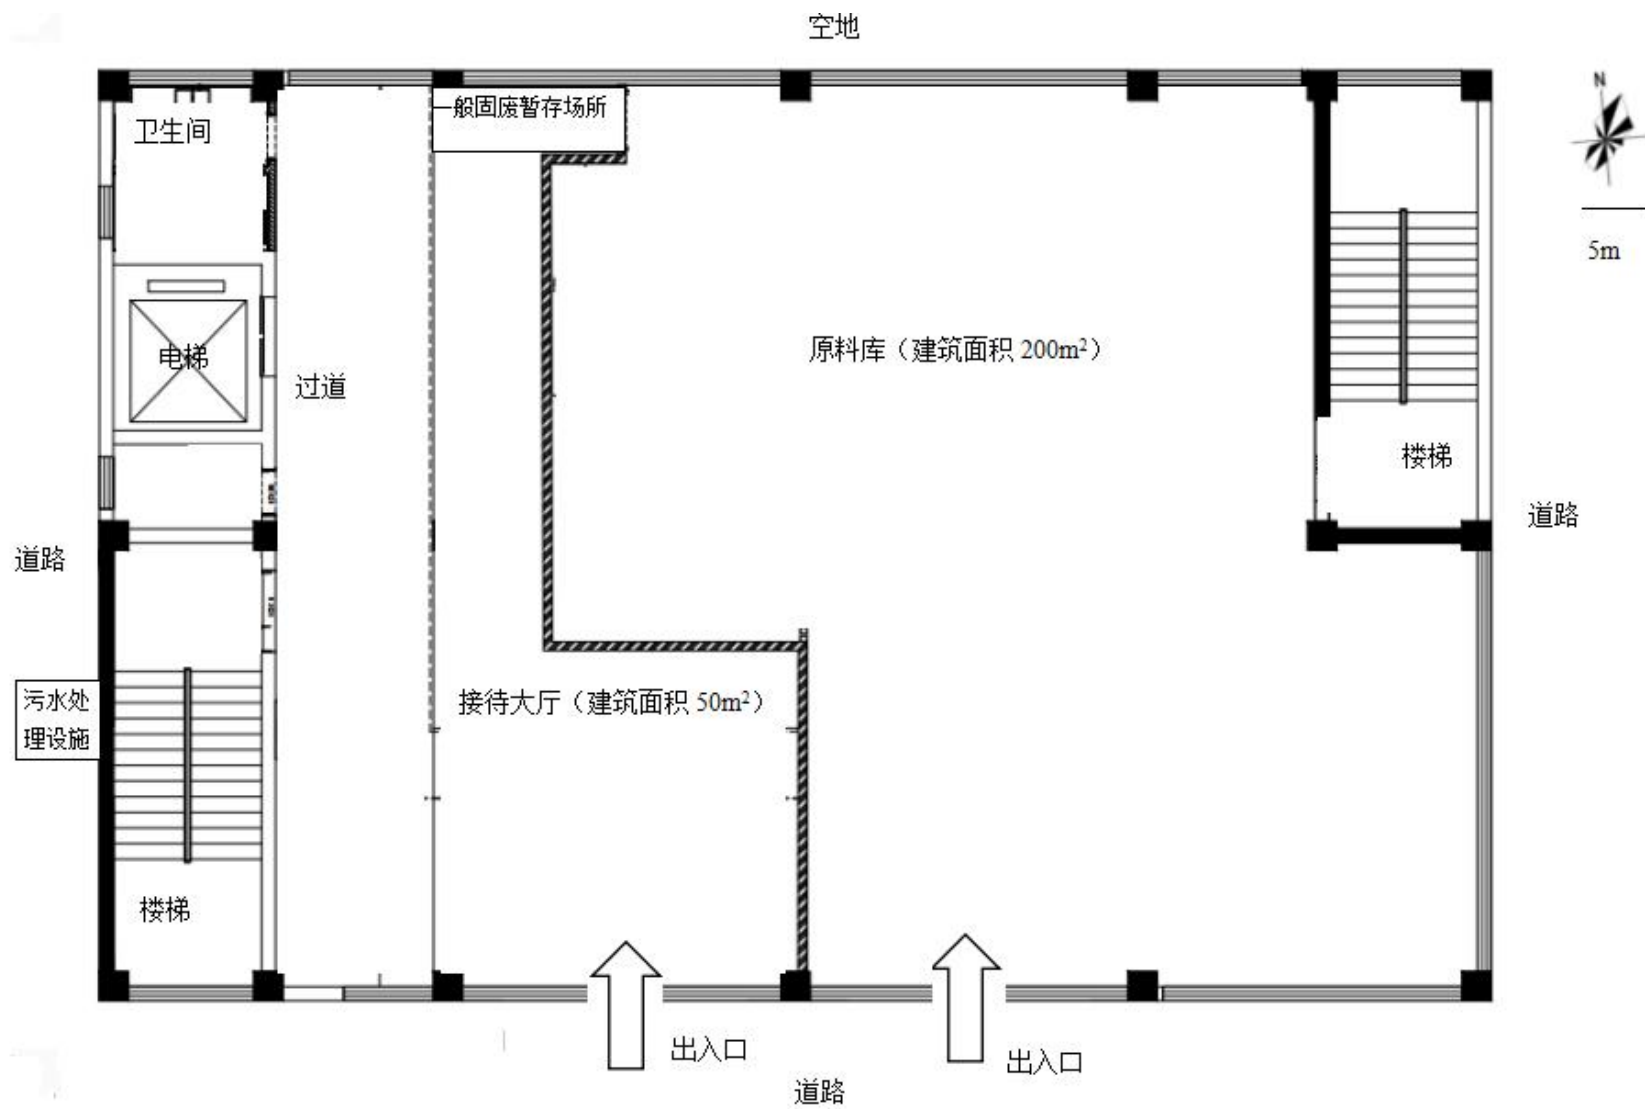 空地
N
一般固废暂存场所
卫生间
5m
原料库（建筑面积 200m²）
电梯
过道
楼梯
道路
道路
污水处
理设施
接待大厅（建筑面积 50m²）
楼梯
出入口
出入口
道路